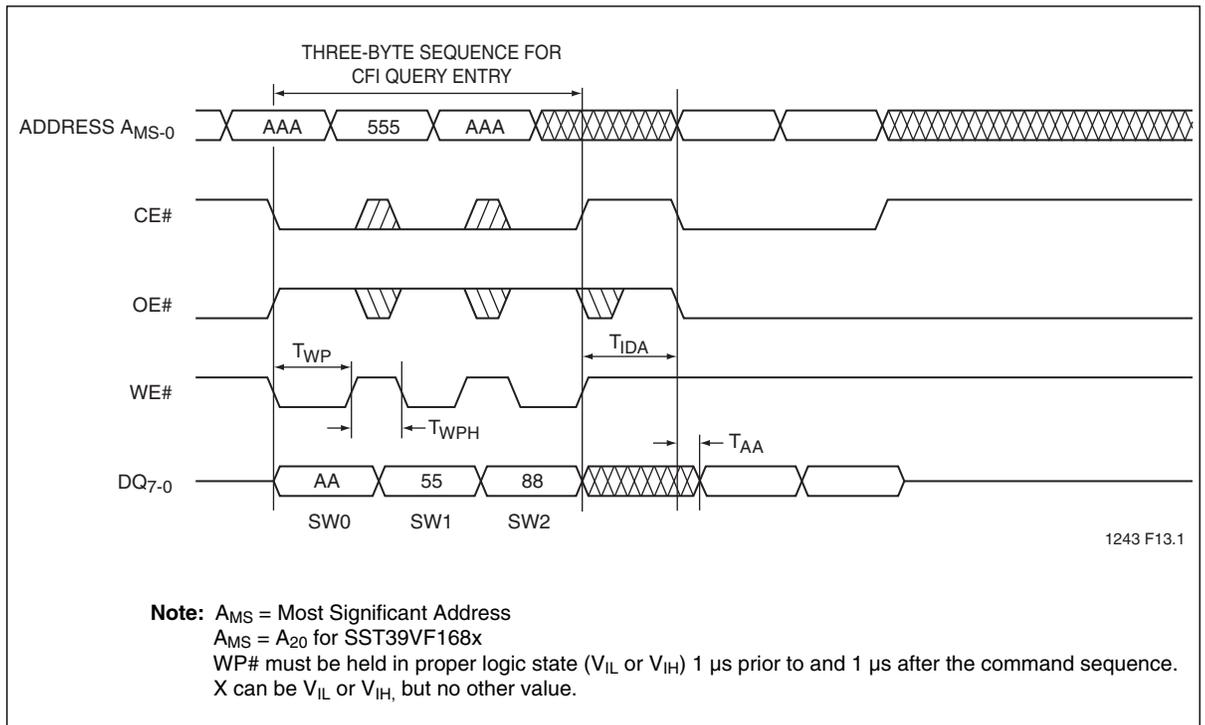 THREE-BYTE SEQUENCE FOR
CFI QUERY ENTRY
ADDRESS AMS-0
AAA
555
AAA
CE#
OE#
TIDA
TWP
WE#
TWPH
TAA
DQ7-0
AA
55
88
SW0
SW1
SW2
1243 F13.1
Note: AMS = Most Significant Address
AMS = A20 for SST39VF168x
WP# must be held in proper logic state (VIL or VIH) 1 µs prior to and 1 µs after the command sequence.
X can be VIL or VIH, but no other value.